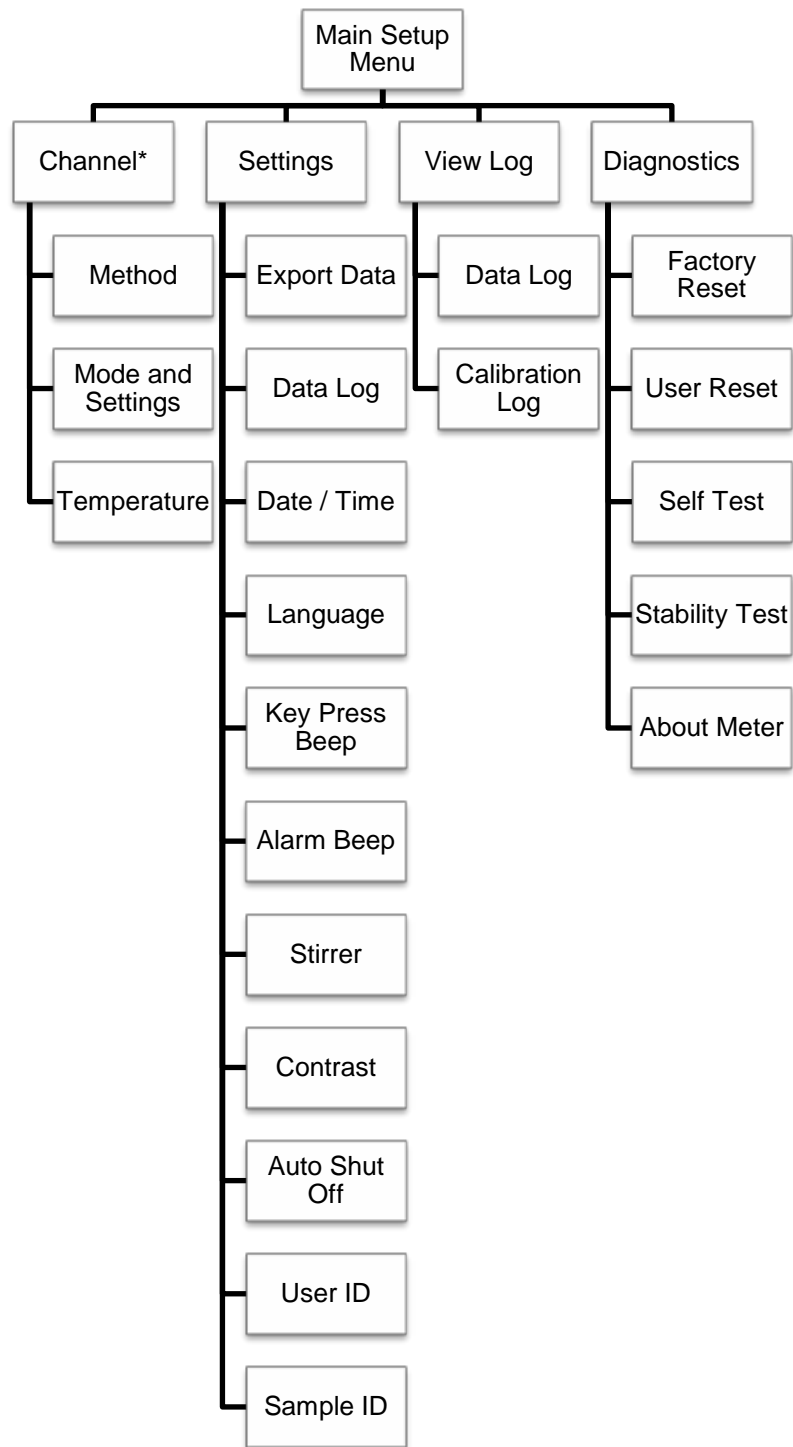 Main Setup
Menu
Channel*
Method
Mode and
Settings
Temperature
Settings
Export Data
Data Log
Date / Time
Language
Key Press
Beep
Alarm Beep
Stirrer
Contrast
Auto Shut
Off
User ID
Sample ID
View Log
Data Log
Calibration
Log
Diagnostics
Factory
Reset
User Reset
Self Test
Stability Test
About Meter